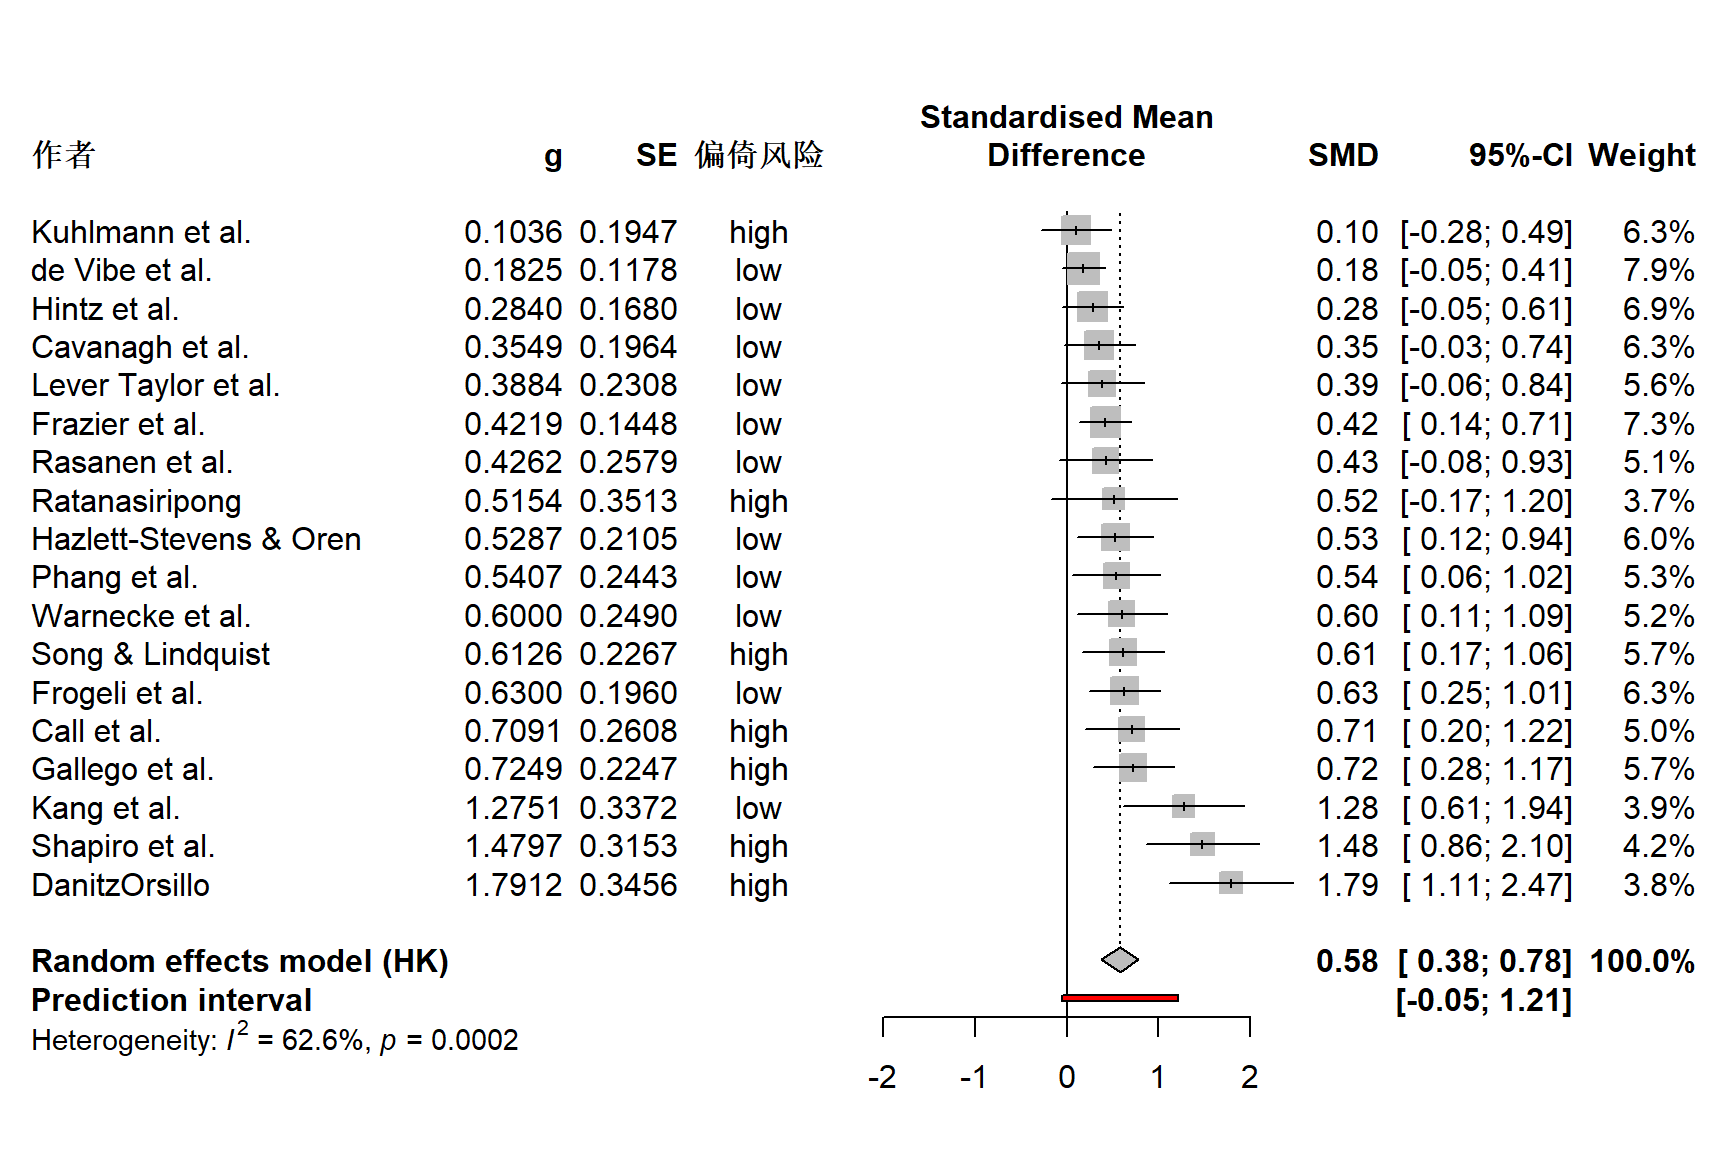 Standardised Mean
作者 g SE 偏倚风险 Difference SMD 95%-CI Weight
Kuhlmann et al. 0.1036 0.1947 high 0.10 [-0.28; 0.49] 6.3%
de Vibe et al. 0.1825 0.1178 low 0.18 [-0.05; 0.41] 7.9%
Hintz et al. 0.2840 0.1680 low 0.28 [-0.05; 0.61] 6.9%
Cavanagh et al. 0.3549 0.1964 low 0.35 [-0.03; 0.74] 6.3%
Lever Taylor et al. 0.3884 0.2308 low 0.39 [-0.06; 0.84] 5.6%
Frazier et al. 0.4219 0.1448 low 0.42 [ 0.14; 0.71] 7.3%
Rasanen et al. 0.4262 0.2579 low 0.43 [-0.08; 0.93] 5.1%
Ratanasiripong 0.5154 0.3513 high 0.52 [-0.17; 1.20] 3.7%
Hazlett-Stevens & Oren 0.5287 0.2105 low 0.53 [ 0.12; 0.94] 6.0%
Phang et al. 0.5407 0.2443 low 0.54 [ 0.06; 1.02] 5.3%
Warnecke et al. 0.6000 0.2490 low 0.60 [ 0.11; 1.09] 5.2%
Song & Lindquist 0.6126 0.2267 high 0.61 [ 0.17; 1.06] 5.7%
Frogeli et al. 0.6300 0.1960 low 0.63 [ 0.25; 1.01] 6.3%
Call et al. 0.7091 0.2608 high 0.71 [ 0.20; 1.22] 5.0%
Gallego et al. 0.7249 0.2247 high 0.72 [ 0.28; 1.17] 5.7%
Kang et al. 1.2751 0.3372 low 1.28 [ 0.61; 1.94] 3.9%
Shapiro et al. 1.4797 0.3153 high 1.48 [ 0.86; 2.10] 4.2%
DanitzOrsillo 1.7912 0.3456 high 1.79 [ 1.11; 2.47] 3.8%
Random effects model (HK) 0.58 [ 0.38; 0.78] 100.0%
Prediction interval [-0.05; 1.21]
Heterogeneity: I² = 62.6%, p = 0.0002
-2 -1 0 1 2